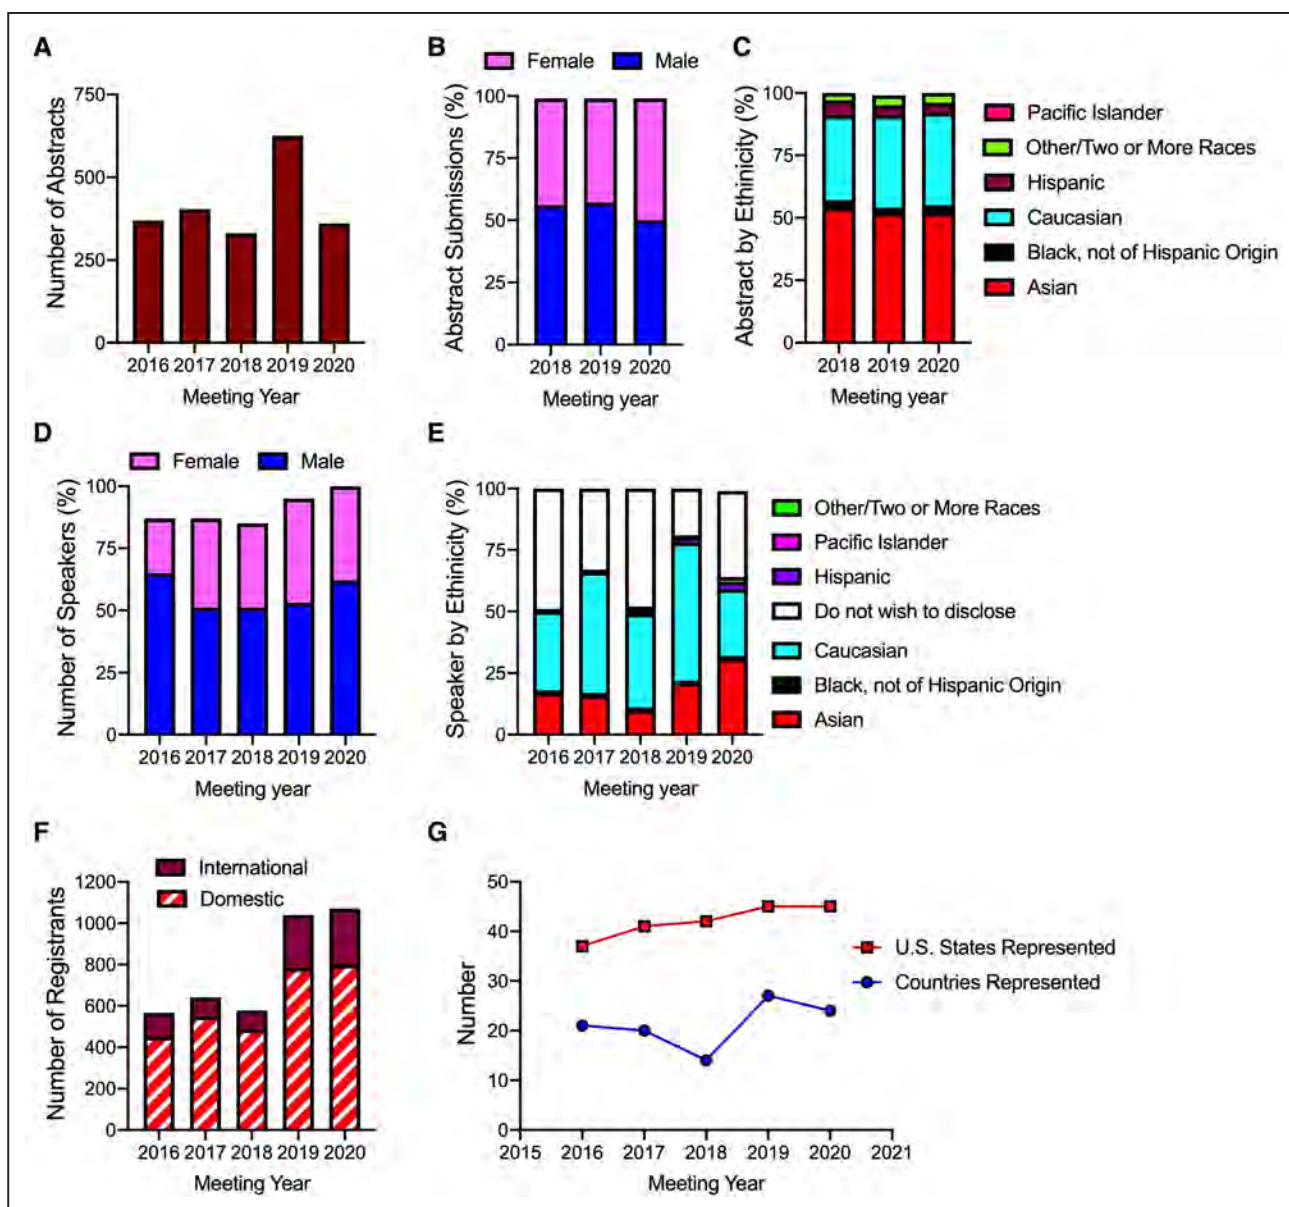 A
Number of Abstracts
750
500
250
0
2016 2017 2018 2019 2020
Meeting Year
B
Female Male
Abstract Submissions (%)
100
75
50
25
0
2018 2019 2020
Meeting year
C
Abstract by Ethinicity (%)
100
75
50
25
0
2018 2019 2020
Meeting year
Pacific Islander
Other/Two or More Races
Hispanic
Caucasian
Black, not of Hispanic Origin
Asian
D
Female Male
Number of Speakers (%)
100
75
50
25
0
2016 2017 2018 2019 2020
Meeting year
E
Speaker by Ethinicity (%)
100
75
50
25
0
2016 2017 2018 2019 2020
Meeting year
Other/Two or More Races
Pacific Islander
Hispanic
Do not wish to disclose
Caucasian
Black, not of Hispanic Origin
Asian
F
International
Domestic
Number of Registrants
1200
1000
800
600
400
200
0
2016 2017 2018 2019 2020
Meeting Year
G
Number
50
40
30
20
10
0
2015 2016 2017 2018 2019 2020 2021
Meeting Year
U.S. States Represented
Countries Represented